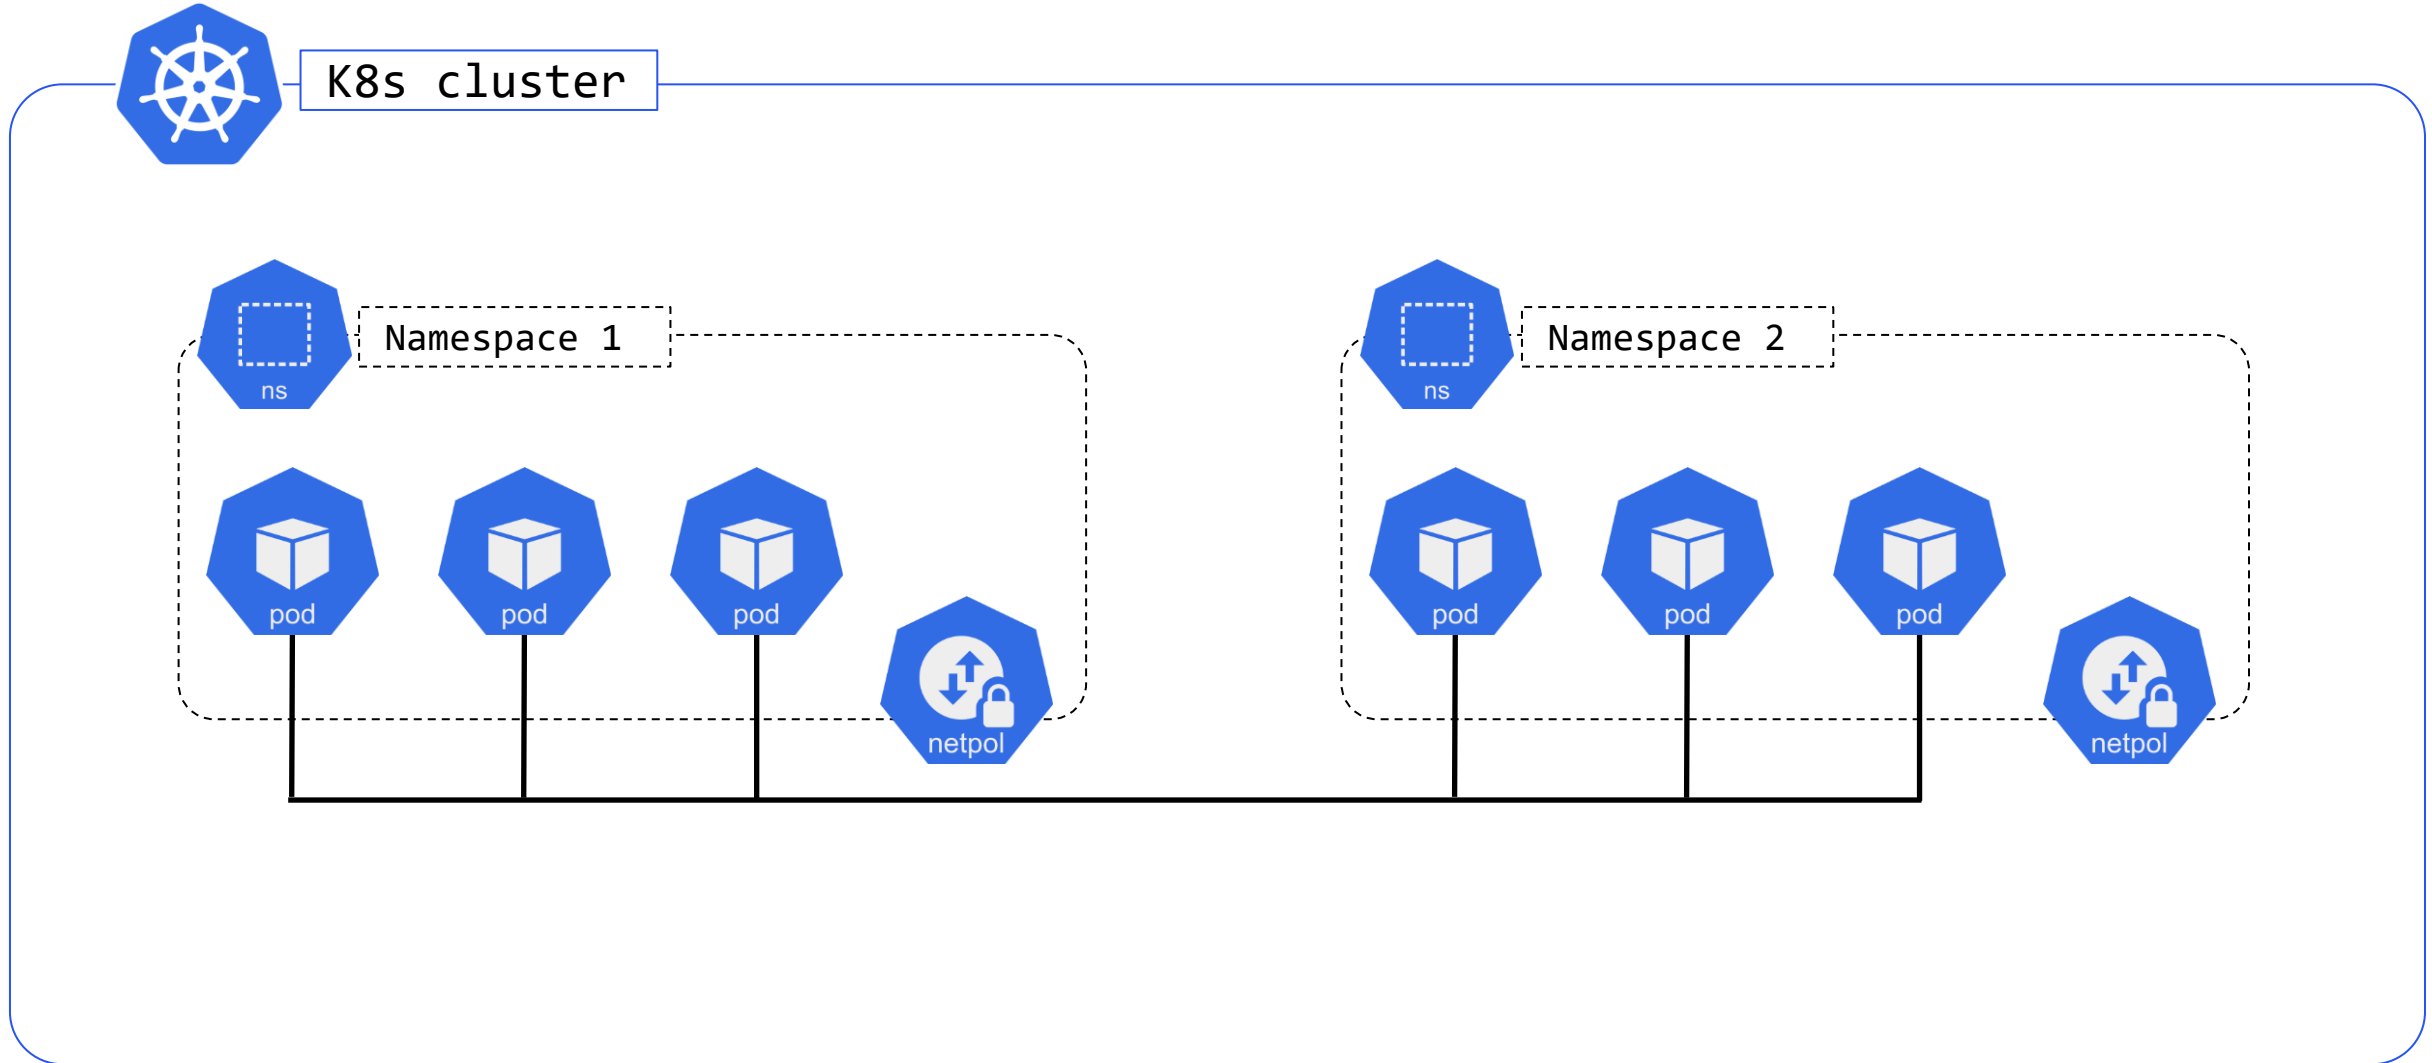 K8s cluster
Namespace 1
ns
pod
pod
pod
netpol
Namespace 2
ns
pod
pod
pod
netpol